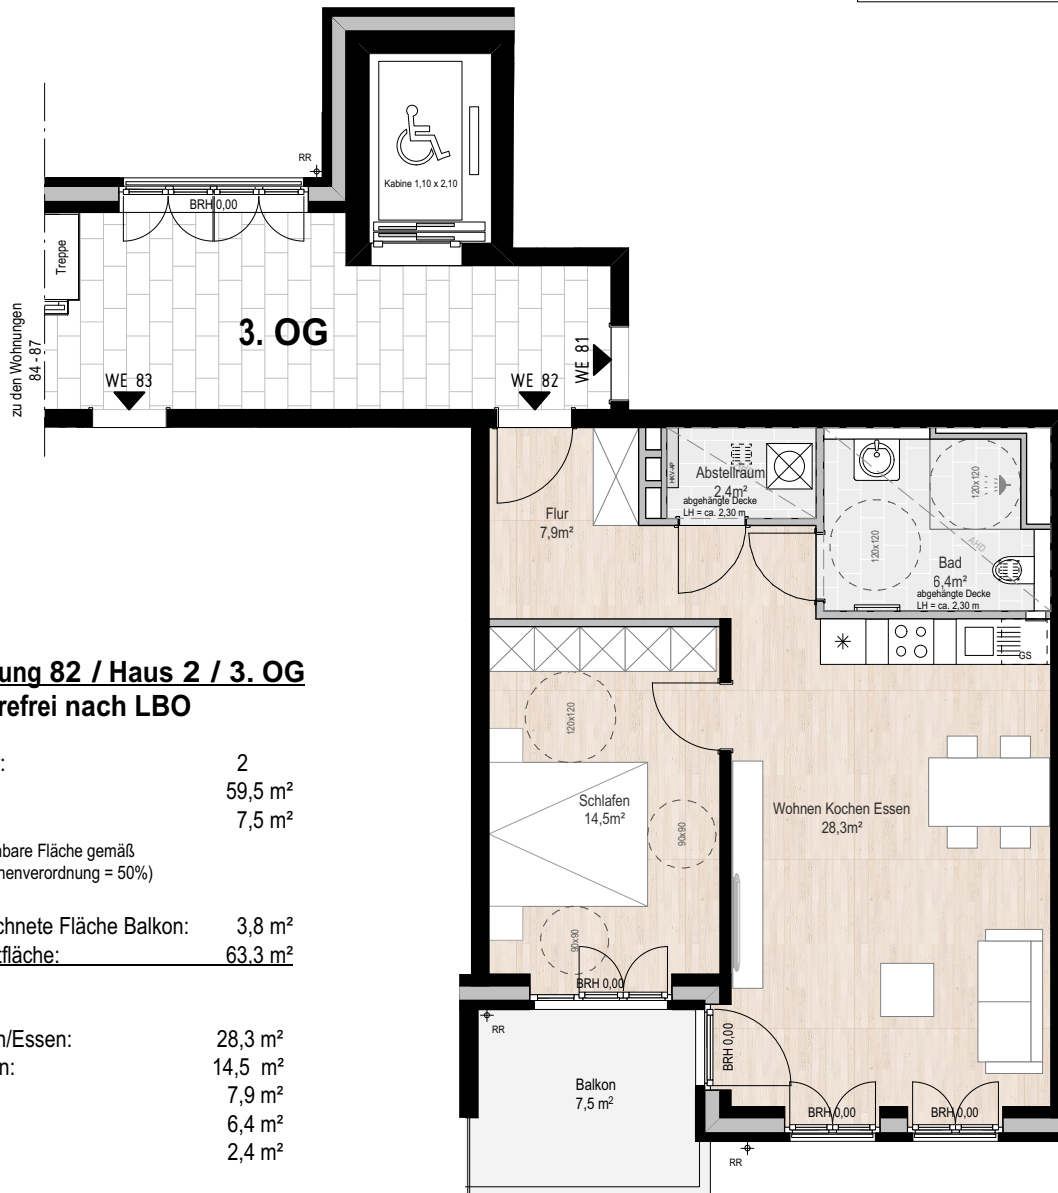 RR
Kabine 1,10 x 2,10
BRH 0,00
Treppe
3. OG
zu den Wohnungen
84 - 87
WE 83
WE 82
WE 81
HKV-AP
Abstellraum
2,4m²
abgehängte Decke
LH = ca. 2,30 m
120x120
120x120
Flur
7,9m²
AHD
Bad
6,4m²
abgehängte Decke
LH = ca. 2,30 m
GS
ung 82 / Haus 2 / 3. OG
refrei nach LBO
120x120
: 2
59,5 m²
7,5 m²
Schlafen
14,5m²
Wohnen Kochen Essen
28,3m²
90x90
nbare Fläche gemäß
henverordnung = 50%)
chnete Fläche Balkon: 3,8 m²
tfläche: 63,3 m²
90x90
BRH 0,00
RR
n/Essen: 28,3 m²
n: 14,5 m²
7,9 m²
6,4 m²
2,4 m²
BRH 0,00
Balkon
7,5 m²
BRH 0,00
BRH 0,00
RR